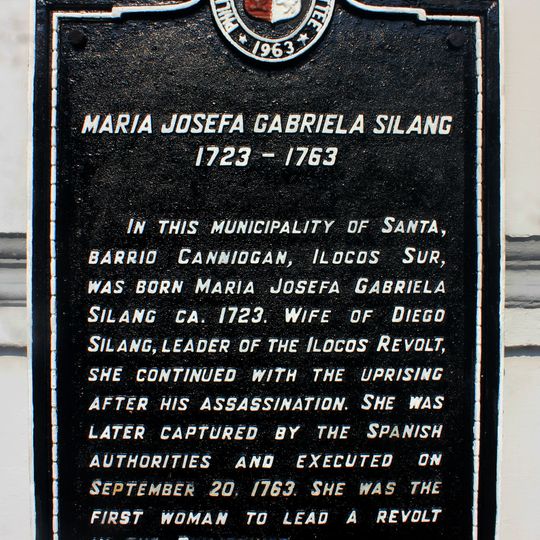 ★ 1963 ★
MARIA JOSEFA GABRIELA SILANG
1723 – 1763
IN THIS MUNICIPALITY OF SANTA,
BARRIO CANNIOGAN, ILOCOS SUR,
WAS BORN MARIA JOSEFA GABRIELA
SILANG CA. 1723. WIFE OF DIEGO
SILANG, LEADER OF THE ILOCOS REVOLT,
SHE CONTINUED WITH THE UPRISING
AFTER HIS ASSASSINATION. SHE WAS
LATER CAPTURED BY THE SPANISH
AUTHORITIES AND EXECUTED ON
SEPTEMBER 20, 1763. SHE WAS THE
FIRST WOMAN TO LEAD A REVOLT